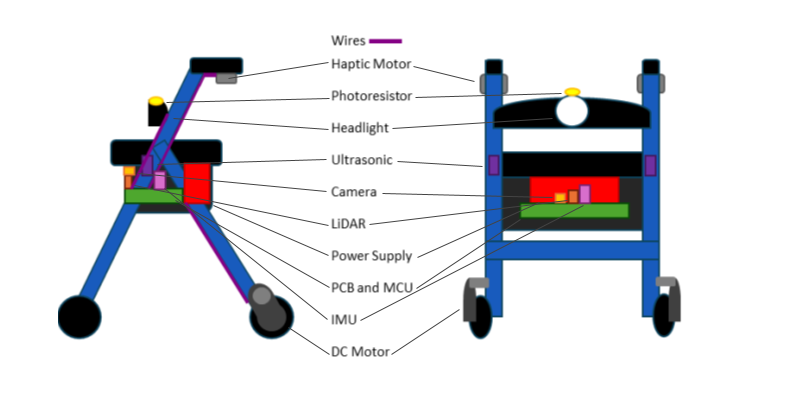 Wires
Haptic Motor
Photoresistor
Headlight
Ultrasonic
Camera
LiDAR
Power Supply
PCB and MCU
IMU
DC Motor